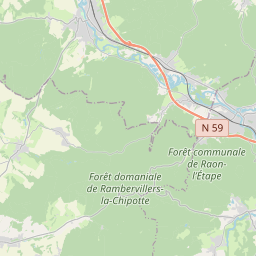 N 59
Forêt communale
de Raon-
l'Étape
Forêt domaniale
de Rambervillers-
la-Chipotte